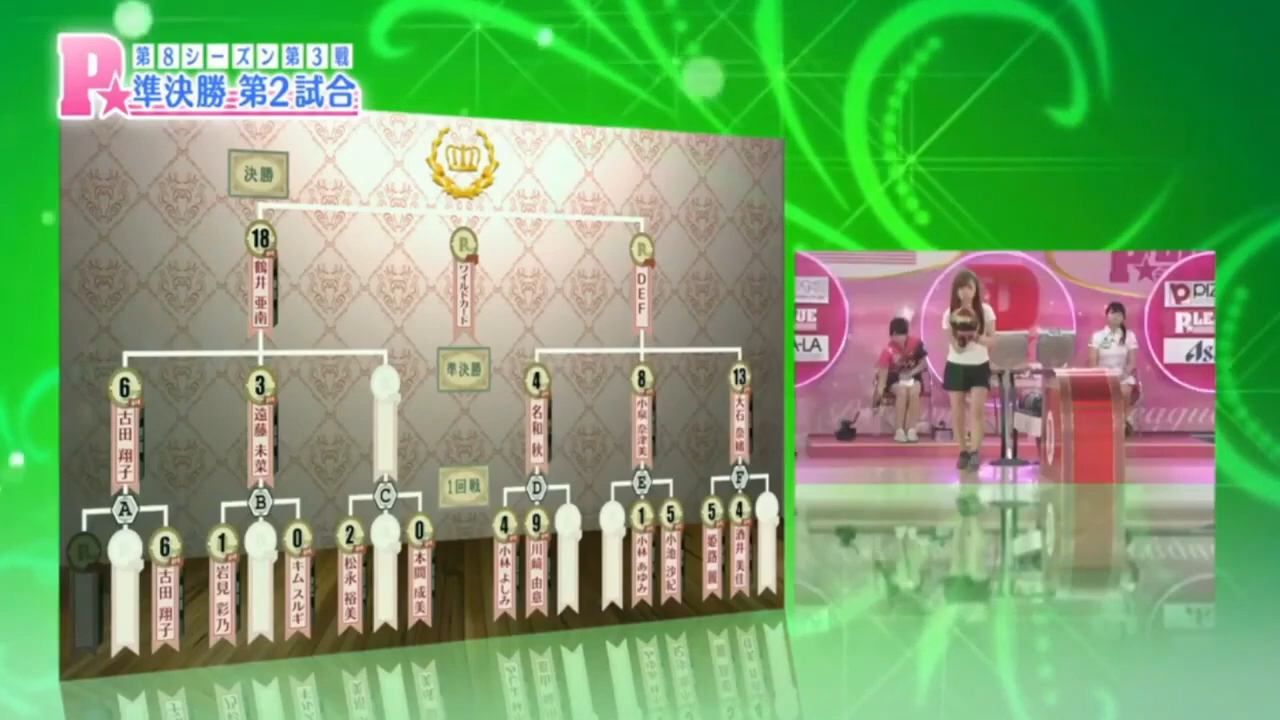 P★
第8シーズン第3戦
準決勝 第2試合
決勝
18
鶴井 亜南
R
ワイルドカード
R
DEF
準決勝
6
古田 翔子
3
遠藤 未菜
4
名和 秋
8
小泉 奈津美
13
大石 奈緒
1回戦
A
B
C
D
E
F
R
6
古田 翔子
1
岩見 彩乃
0
キム スルギ
2
松永 裕美
0
本間 成美
4
小林 よしみ
9
川崎 由意
1
小林 あゆみ
5
小池 沙紀
5
姫路 麗
4
酒井 美佳
A-LA